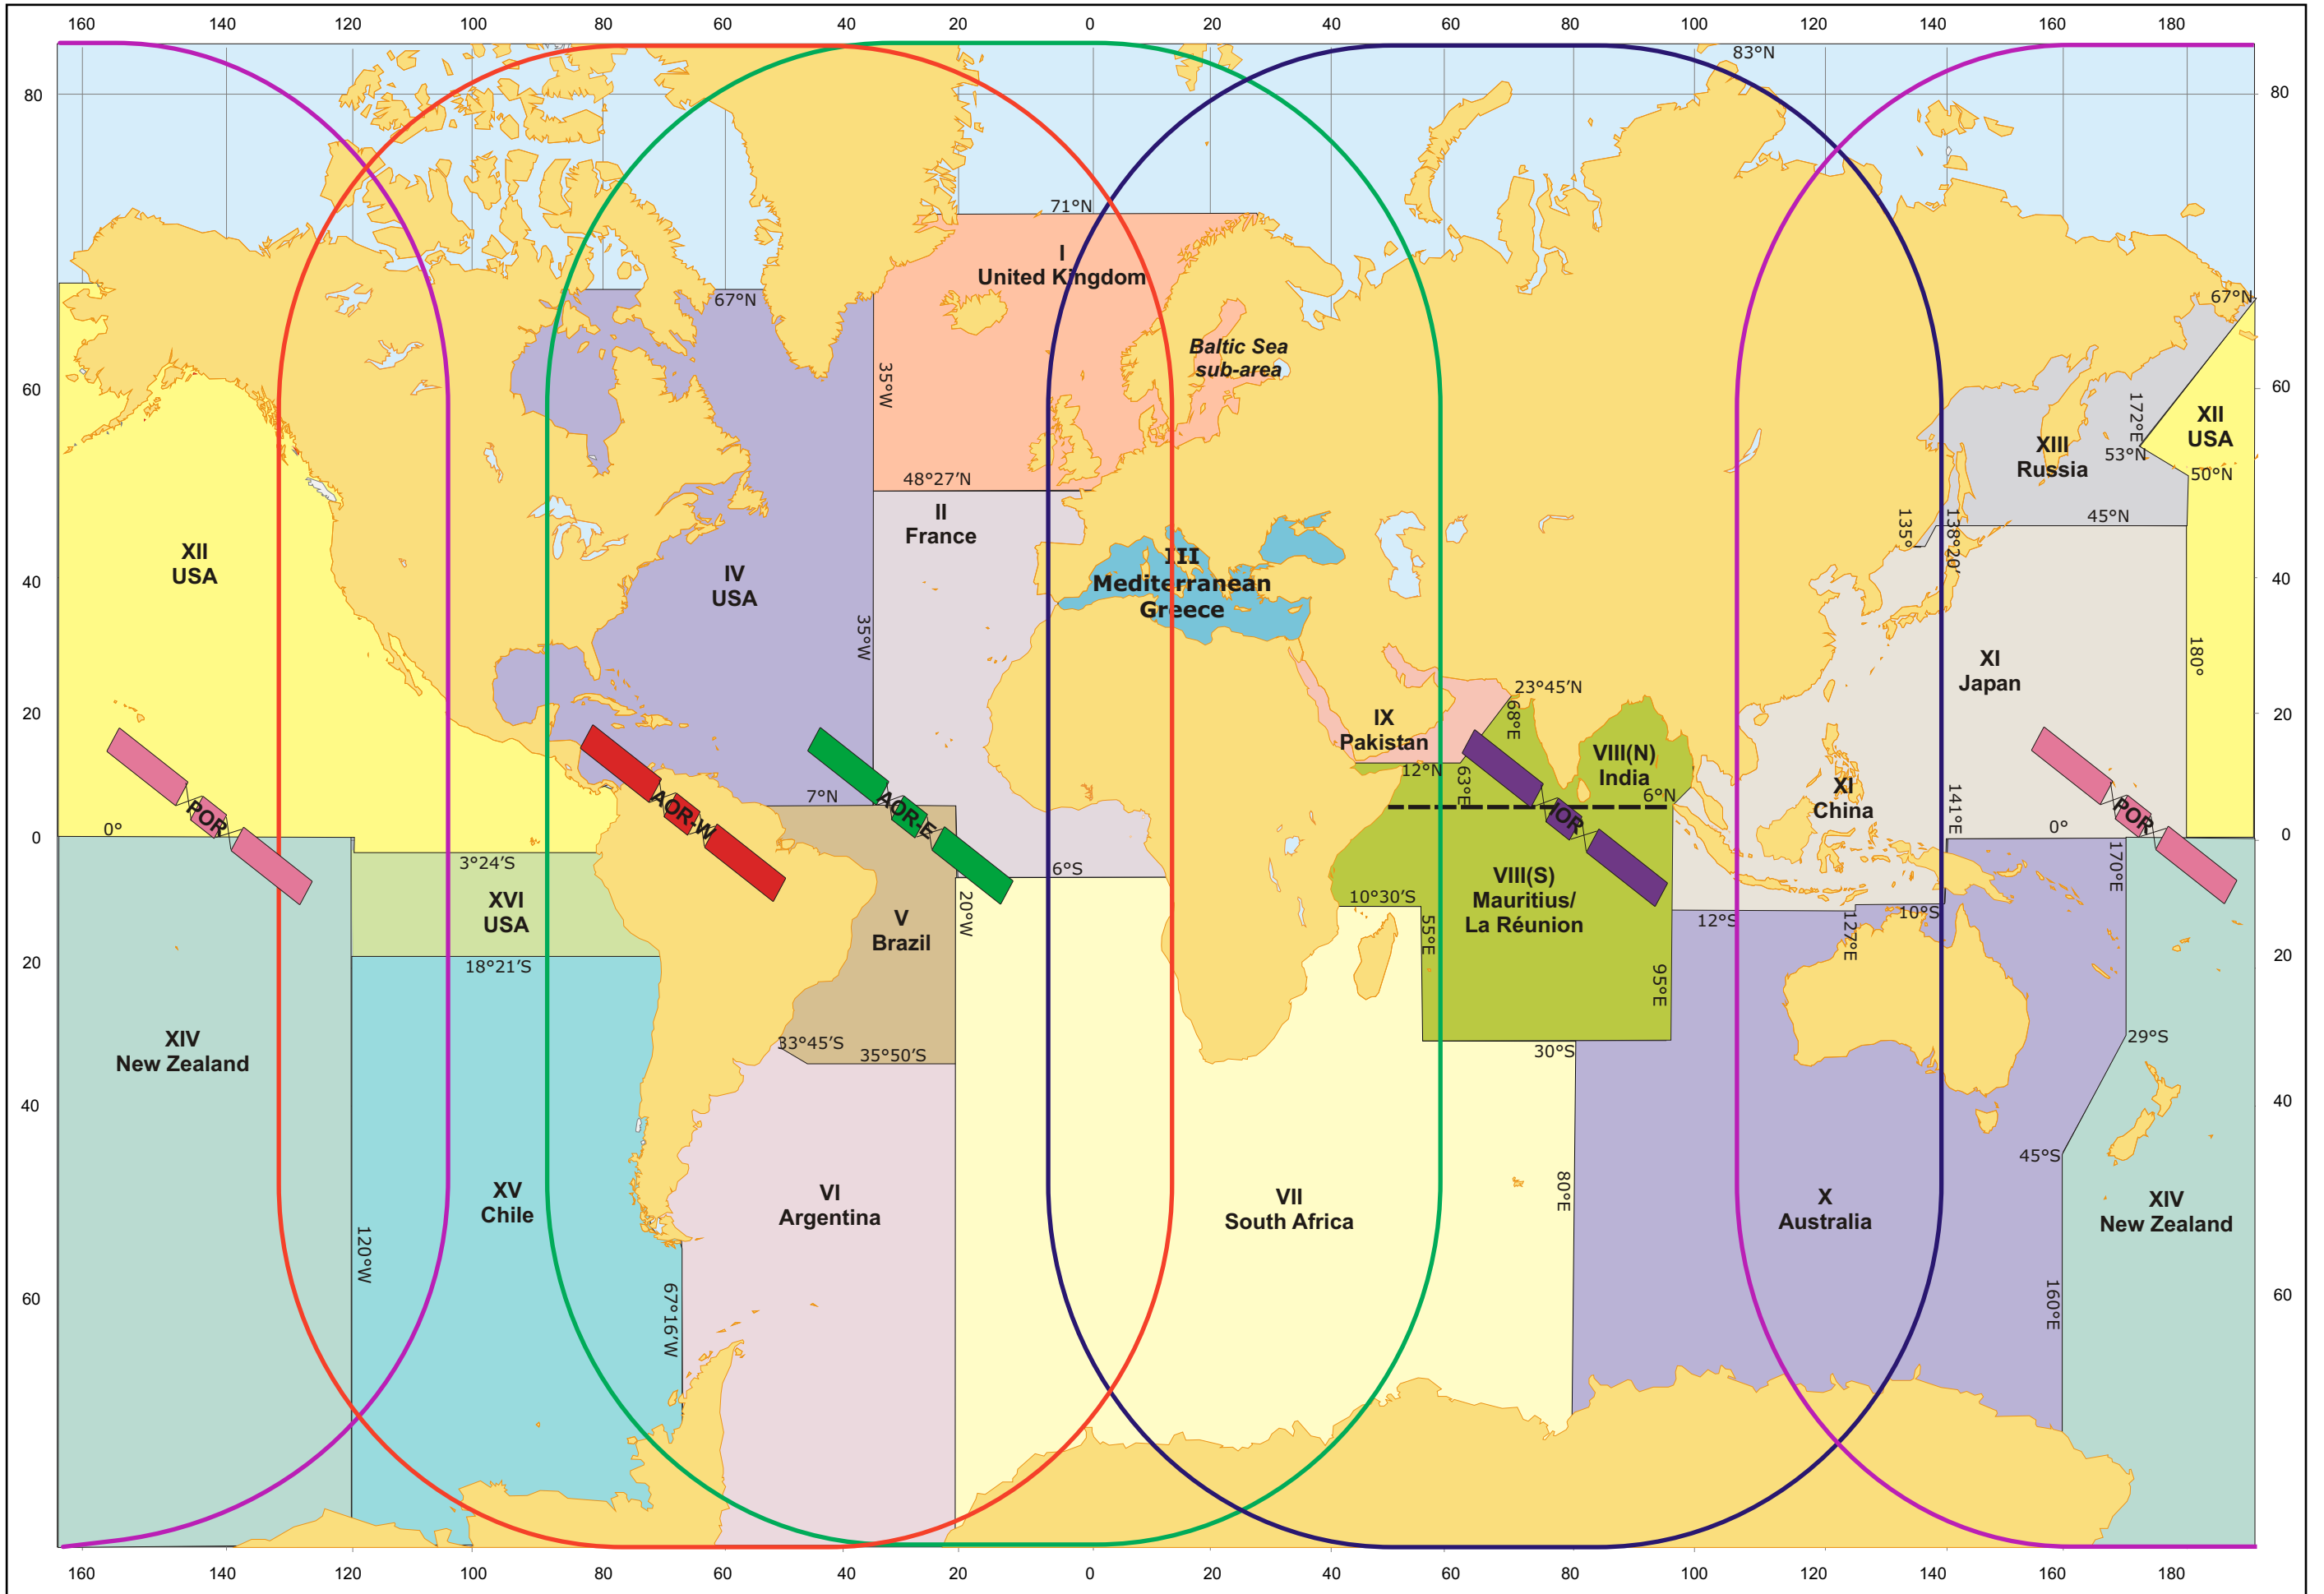 160 140 120 100 80 60 40 20 0 20 40 60 80 100 120 140 160 180
83°N
80 80
71°N
I
United Kingdom
67°N
67°N
Baltic Sea
sub-area
35°W
60 60
172°E
XII
USA
XIII
Russia
53°N
50°N
48°27′N
II
France
45°N
135°
138°20′
XII
USA
IV
USA
III
Mediterranean
Greece
40 40
35°W
180°
XI
Japan
23°45′N
68°E
20 20
IX
Pakistan
VIII(N)
India
12°N
63°E
6°N
XI
China
141°E
7°N
POR
AOR-W
AOR-E
IOR
POR
0 0
0°
0°
3°24′S
6°S
170°E
XVI
USA
10°30′S
VIII(S)
Mauritius/
La Réunion
V
Brazil
20°W
55°E
12°S
127°E
10°S
20 20
18°21′S
95°E
XIV
New Zealand
33°45′S
35°50′S
30°S
29°S
40 40
45°S
XV
Chile
VI
Argentina
VII
South Africa
80°E
X
Australia
XIV
New Zealand
120°W
67°16′W
160°E
60 60
160 140 120 100 80 60 40 20 0 20 40 60 80 100 120 140 160 180